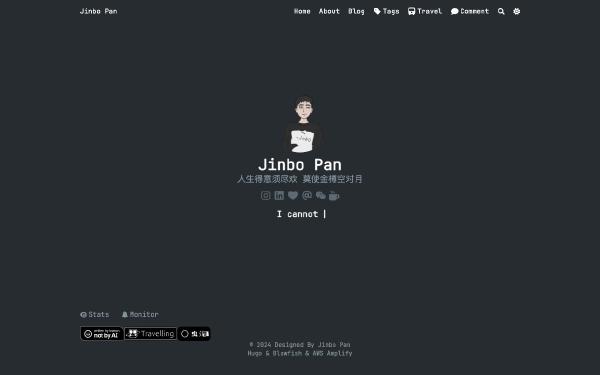 Jinbo Pan
Home About Blog Tags Travel Comment
Jinbo Pan
人生得意须尽欢 莫使金樽空对月
I cannot |
Stats Monitor
written by human
not by AI
Travelling
© 2024 Designed By Jinbo Pan
Hugo & Blowfish & AWS Amplify